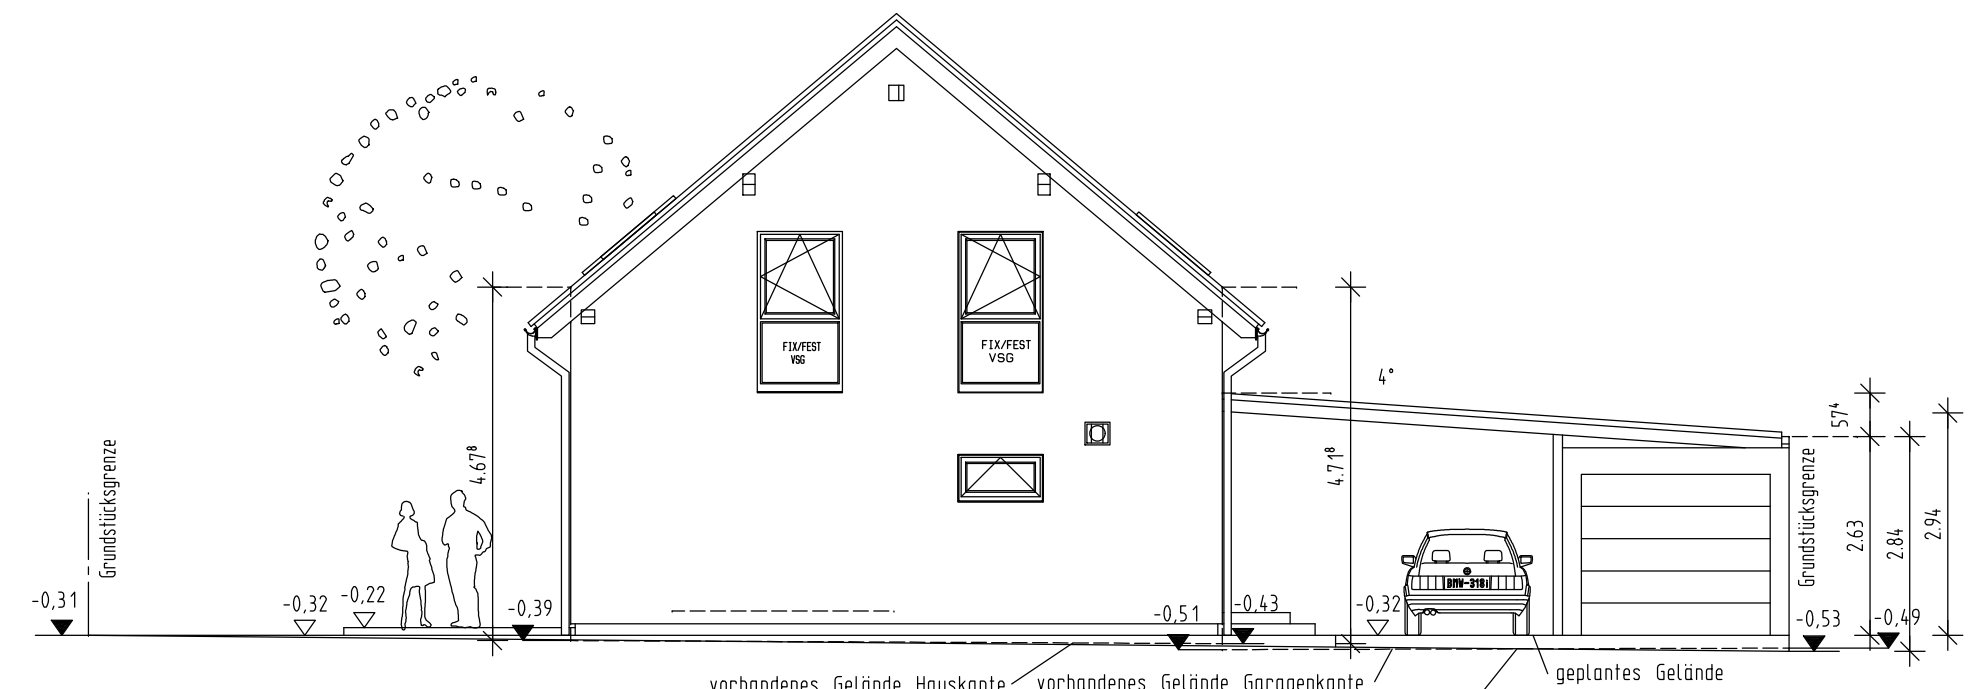 4°
57⁴
FIX/FEST
VSG
FIX/FEST
VSG
4.67⁸
4.71⁸
Grundstücksgrenze
Grundstücksgrenze
2.63
2.84
2.94
BMW-318i
-0,31
-0,32
-0,22
-0,39
-0,51
-0,43
-0,32
-0,53
-0,49
vorhandenes Gelände Hauskante
vorhandenes Gelände Garagenkante
geplantes Gelände